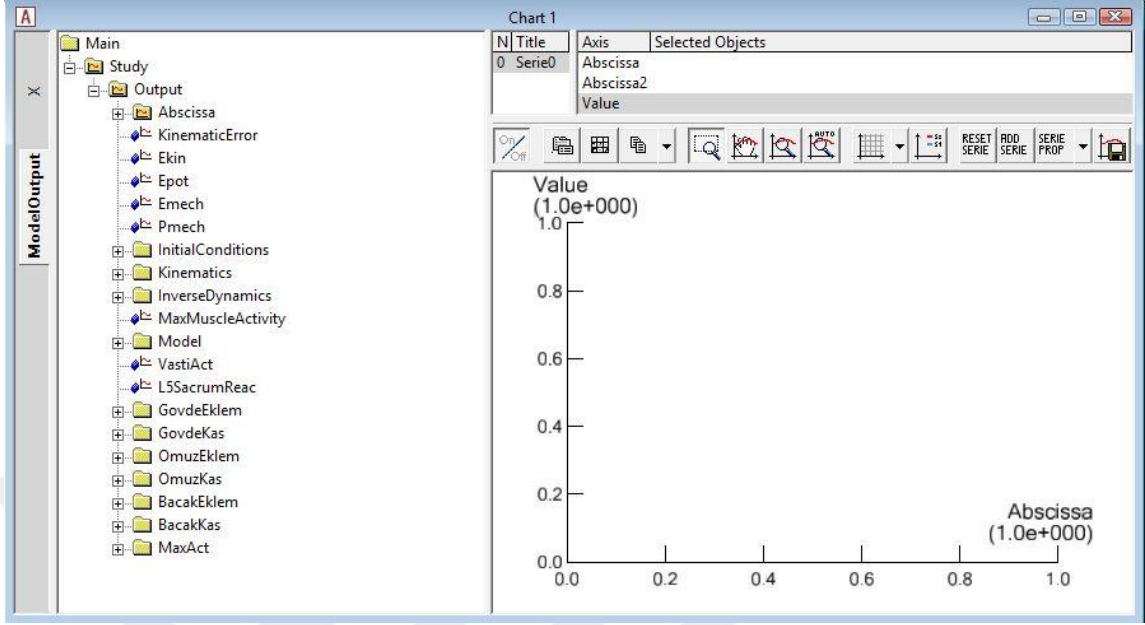 A
Chart 1
X
ModelOutput
Main
Study
Output
Abscissa
KinematicError
Ekin
Epot
Emech
Pmech
InitialConditions
Kinematics
InverseDynamics
MaxMuscleActivity
Model
VastiAct
L5SacrumReac
GovdeEklem
GovdeKas
OmuzEklem
OmuzKas
BacakEklem
BacakKas
MaxAct
N Title
0 Serie0
Axis Selected Objects
Abscissa
Abscissa2
Value
On/Off
AUTO
RESET SERIE
ADD SERIE
SERIE PROP
Value
(1.0e+000)
1.0
0.8
0.6
0.4
0.2
0.0
Abscissa
(1.0e+000)
0.0 0.2 0.4 0.6 0.8 1.0